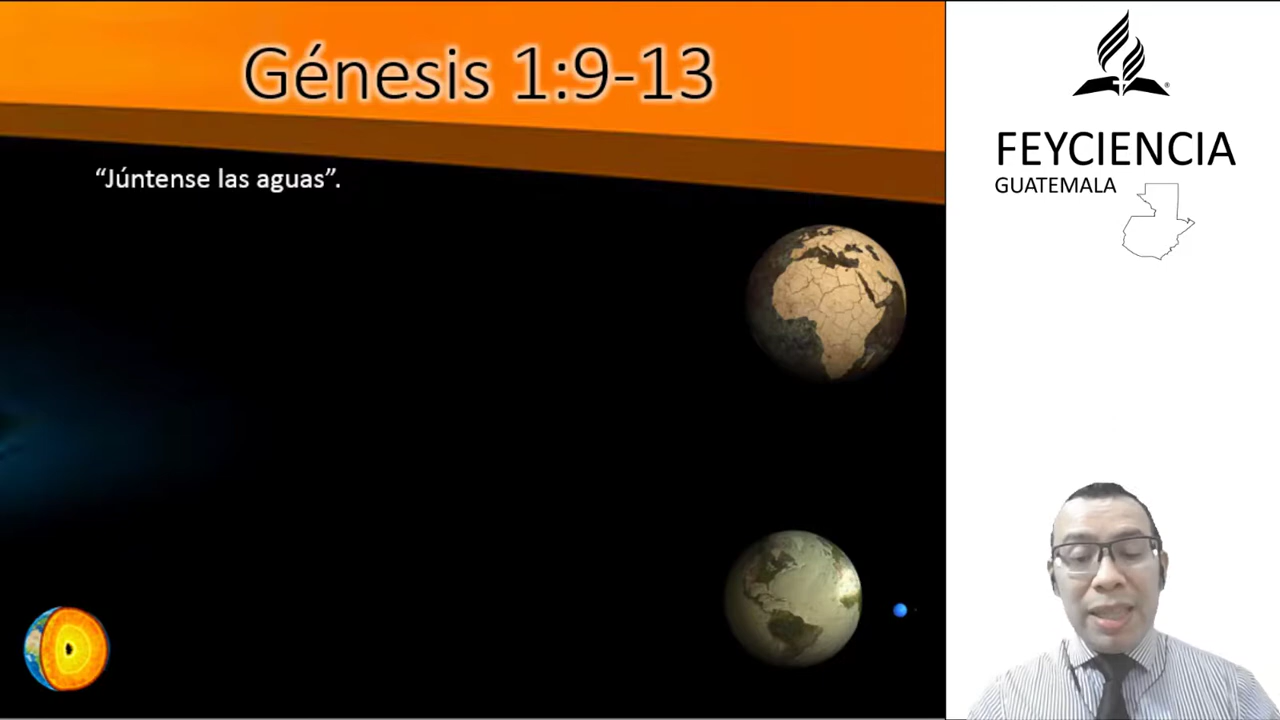 Génesis 1:9-13
“Júntense las aguas”.
®
FEYCIENCIA
GUATEMALA